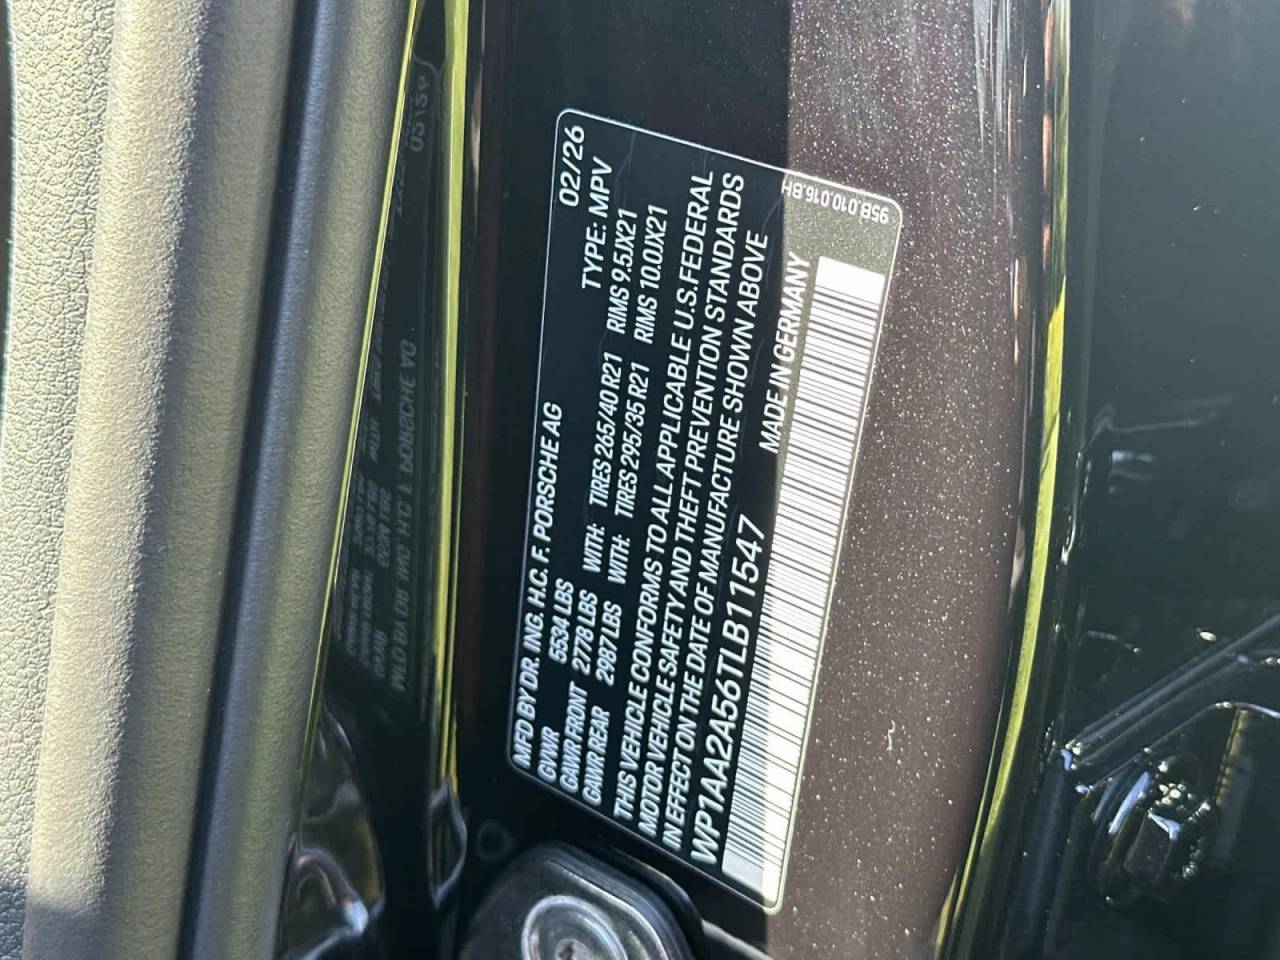 MFD BY DR. ING. H.C. F. PORSCHE AG 02/26
GVWR 5534 LBS TYPE: MPV
GAWR FRONT 2778 LBS WITH: TIRES 265/40 R21 RIMS 9.5JX21
GAWR REAR 2987 LBS WITH: TIRES 295/35 R21 RIMS 10.0JX21
THIS VEHICLE CONFORMS TO ALL APPLICABLE U.S. FEDERAL
MOTOR VEHICLE SAFETY AND THEFT PREVENTION STANDARDS
IN EFFECT ON THE DATE OF MANUFACTURE SHOWN ABOVE
WP1AA2A56TLB11547 MADE IN GERMANY
95B.010.015.BH